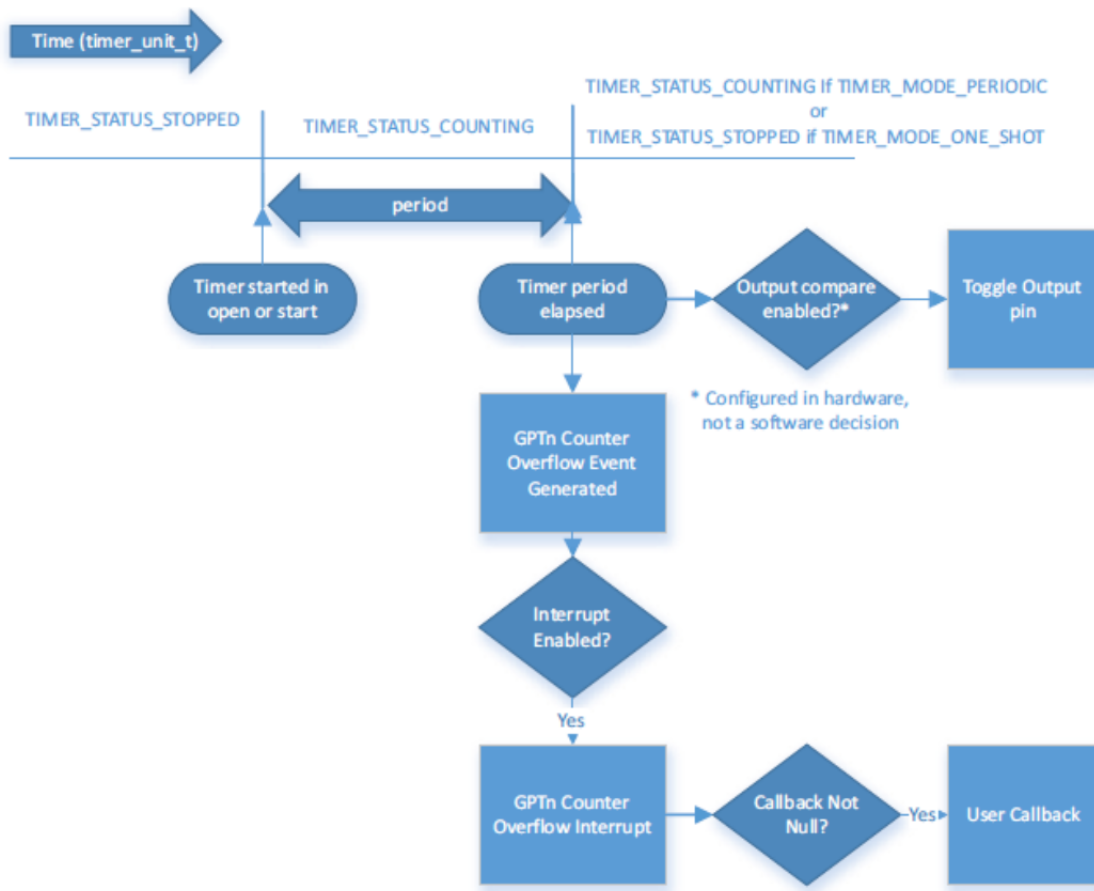 Time (timer_unit_t)
TIMER_STATUS_STOPPED
TIMER_STATUS_COUNTING
TIMER_STATUS_COUNTING If TIMER_MODE_PERIODIC
or
TIMER_STATUS_STOPPED if TIMER_MODE_ONE_SHOT
period
Timer started in
open or start
Timer period
elapsed
Output compare
enabled?*
Toggle Output
pin
* Configured in hardware,
not a software decision
GPTn Counter
Overflow Event
Generated
Interrupt
Enabled?
Yes
GPTn Counter
Overflow Interrupt
Callback Not
Null?
Yes
User Callback